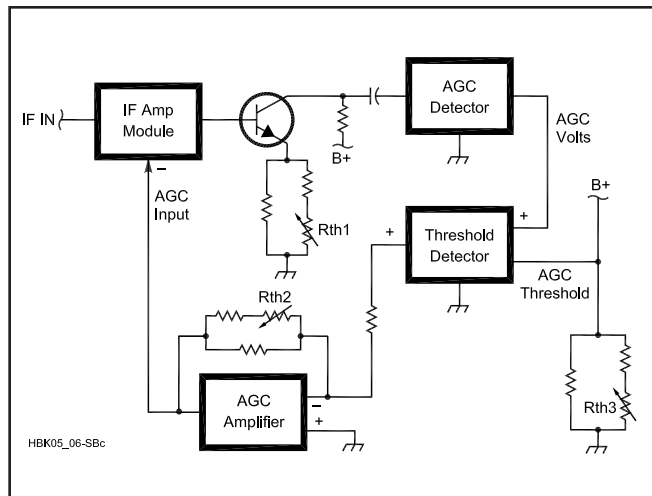 IF IN
IF Amp
Module
AGC
Detector
B+
AGC
Volts
B+
−
AGC
Input
Rth1
+
+
Threshold
Detector
AGC
Threshold
Rth2
AGC
Amplifier
−
+
Rth3
HBK05_06-SBc